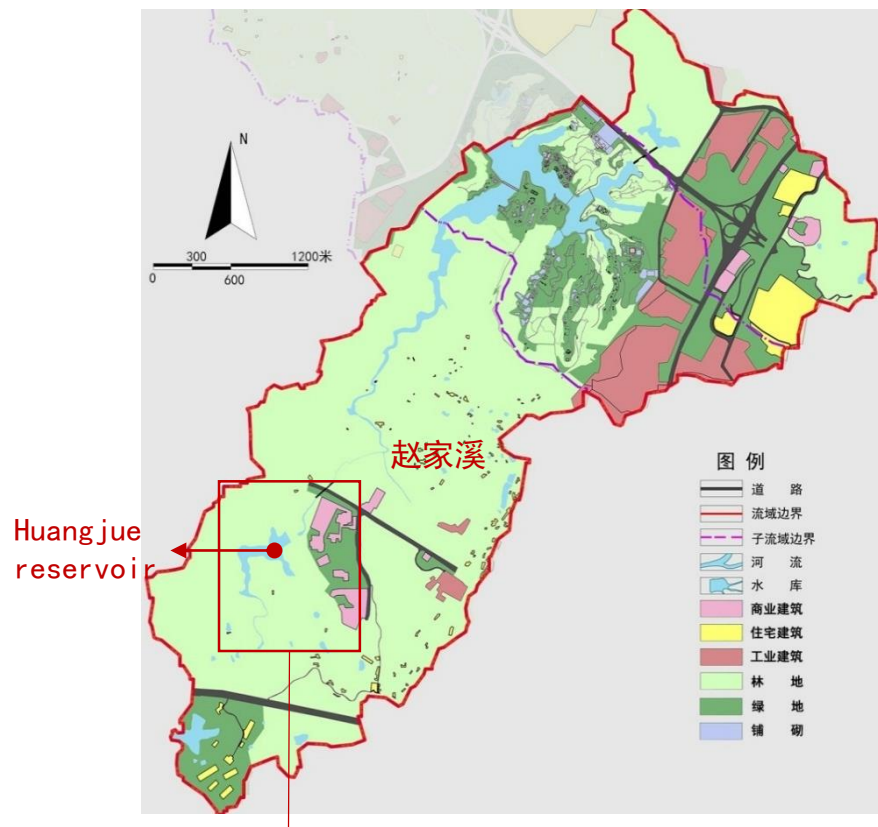 N
300
1200米
0
600
赵家溪
Huangjue
reservoir
图 例
道 路
流域边界
子流域边界
河 流
水 库
商业建筑
住宅建筑
工业建筑
林 地
绿 地
铺 砌